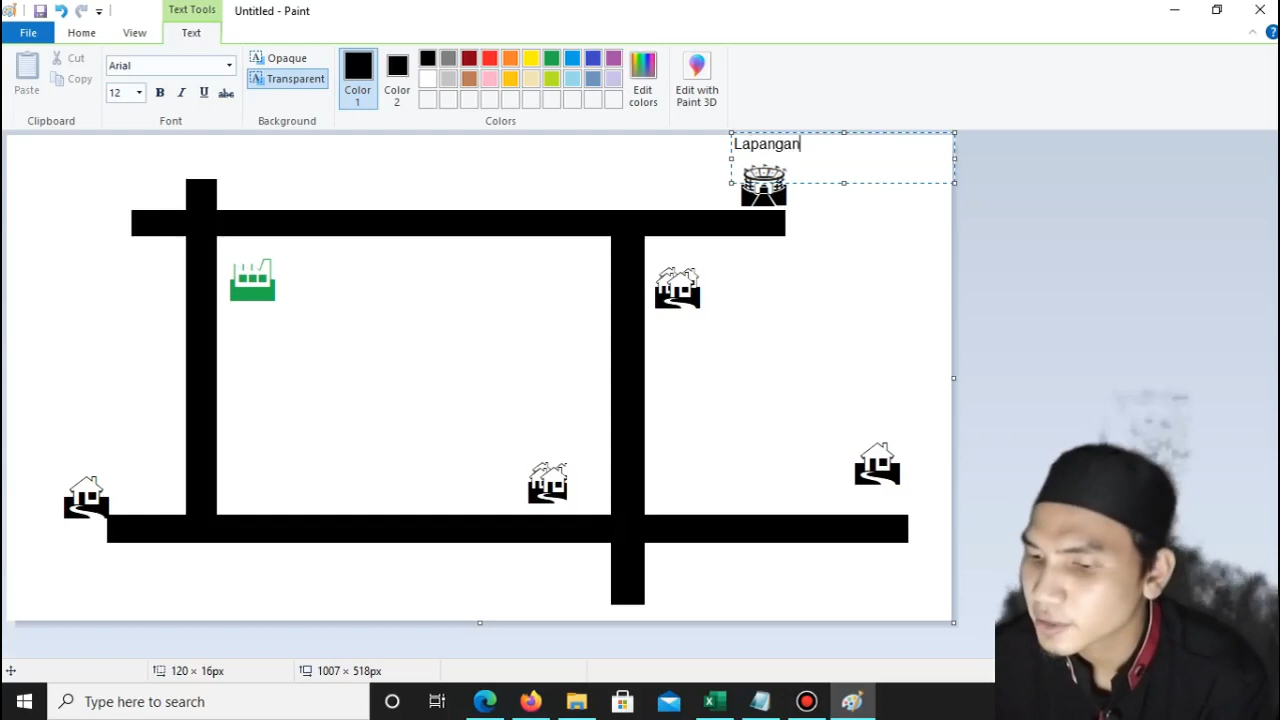 Text Tools
Untitled - Paint
File
Home
View
Text
Paste
Cut
Copy
Clipboard
Arial
12
B I U abc
Font
A Opaque
A Transparent
Background
Color 1
Color 2
Edit colors
Colors
Edit with Paint 3D
Lapangan
120 × 16px
1007 × 518px
Type here to search